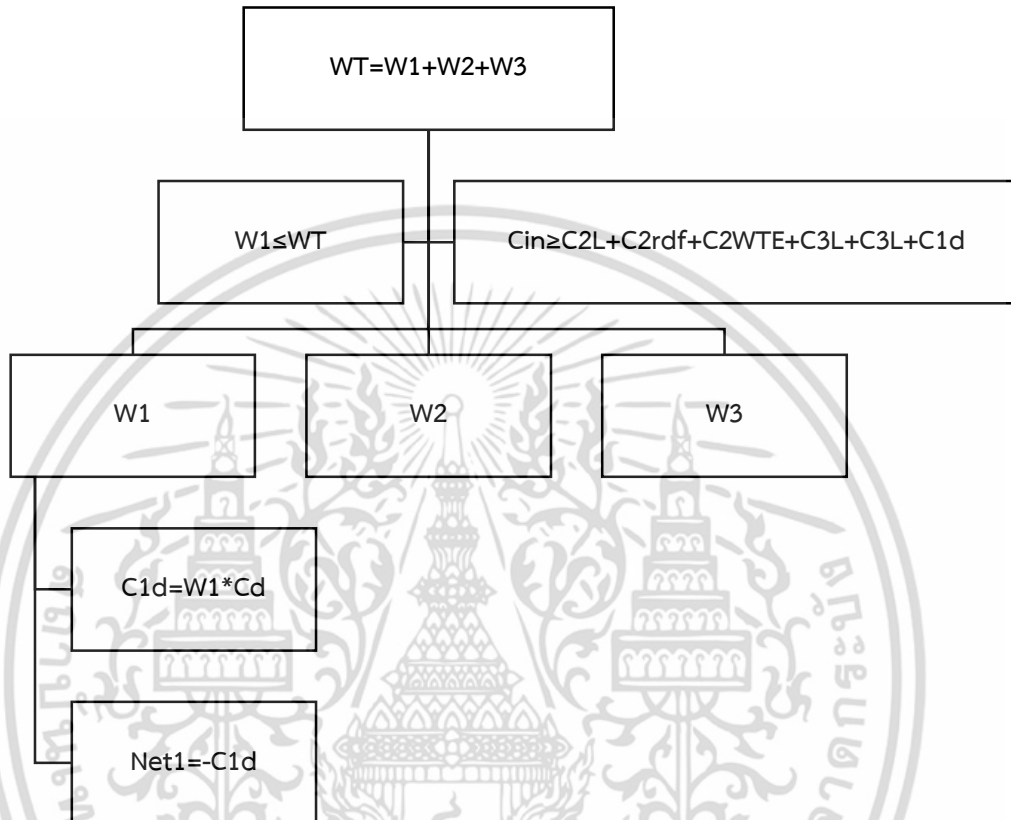 WT=W1+W2+W3
W1≤WT
Cin≥C2L+C2rdf+C2WTE+C3L+C3L+C1d
W1
W2
W3
C1d=W1*Cd
Net1=-C1d